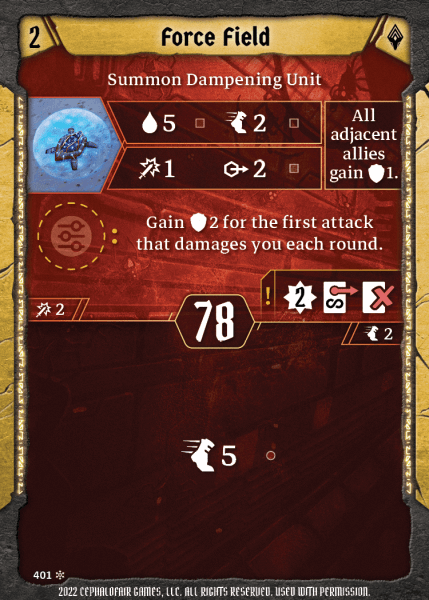 2
Force Field
Summon Dampening Unit
5
2
1
2
All
adjacent
allies
gain 1.
Gain 2 for the first attack
that damages you each round.
:
!
2
2
78
2
5
401
2022 CEPHALOFAIR GAMES, LLC. ALL RIGHTS RESERVED. USED WITH PERMISSION.